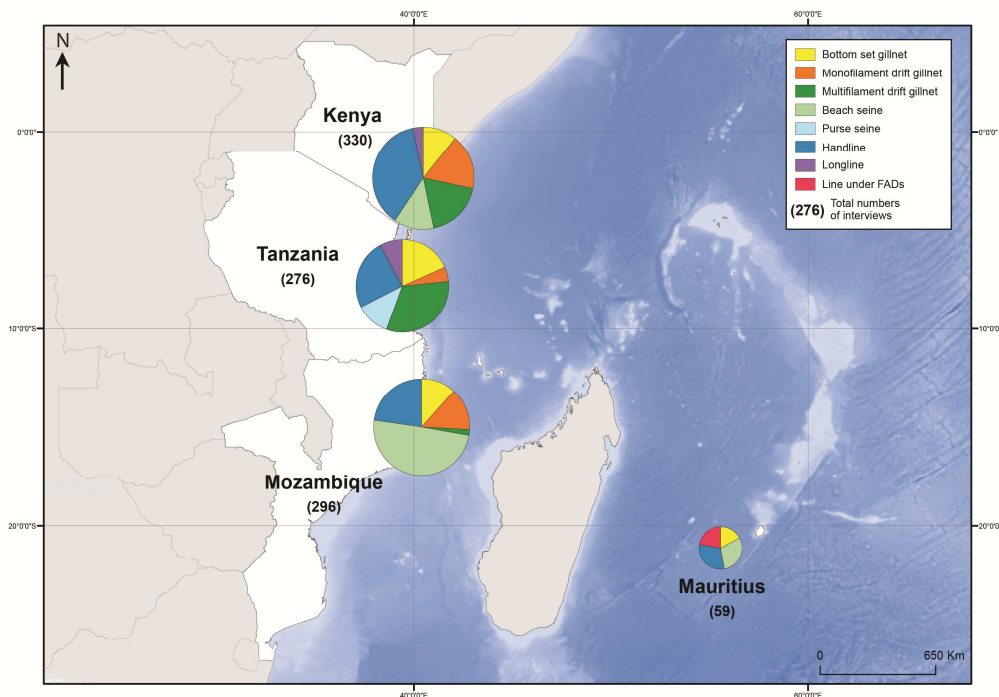 40°0'0"E
60°0'0"E
N
Bottom set gillnet
Monofilament drift gillnet
Multifilament drift gillnet
Beach seine
Purse seine
Handline
Longline
Line under FADs
(276) Total numbers
of interviews
Kenya
(330)
0°0'0"
0°0'0"
Tanzania
(276)
10°0'0"S
10°0'0"S
Mozambique
(296)
20°0'0"S
20°0'0"S
Mauritius
(59)
0 650 Km
40°0'0"E
60°0'0"E